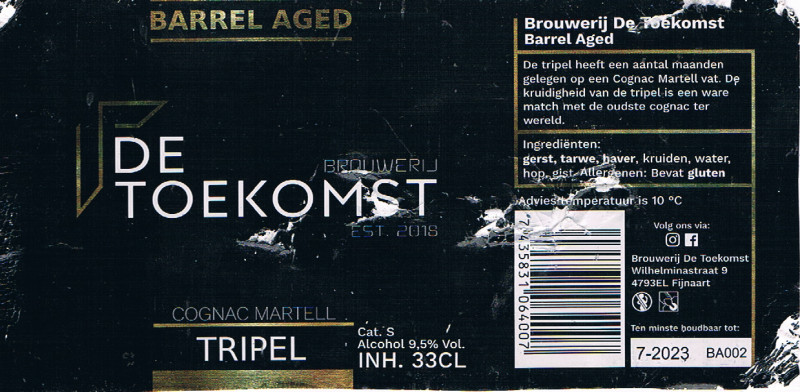 BARREL AGED
DE
BROUWERIJ
TOEKOMST
EST. 2018
COGNAC MARTELL
TRIPEL
Cat. S
Alcohol 9,5% Vol.
INH. 33CL
Brouwerij De Toekomst
Barrel Aged
De tripel heeft een aantal maanden
gelegen op een Cognac Martell vat. De
kruidigheid van de tripel is een ware
match met de oudste cognac ter
wereld.
Ingrediënten:
gerst, tarwe, haver, kruiden, water,
hop, gist. Allergenen: Bevat gluten
Adviestemperatuur is 10 °C
7 435831 064007
Volg ons via:
Brouwerij De Toekomst
Wilhelminastraat 9
4793EL Fijnaart
Ten minste houdbaar tot:
7-2023 BA002